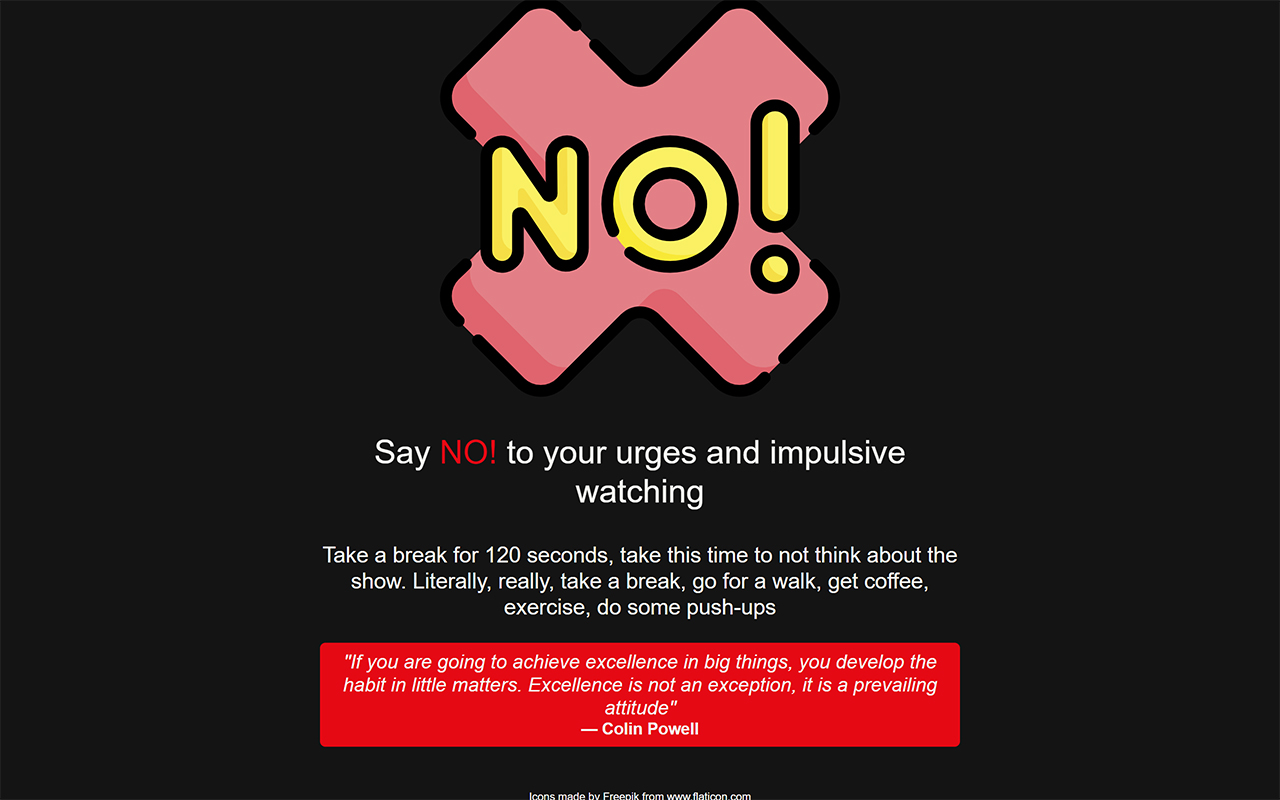 NO!
Say NO! to your urges and impulsive
watching
Take a break for 120 seconds, take this time to not think about the
show. Literally, really, take a break, go for a walk, get coffee,
exercise, do some push-ups
"If you are going to achieve excellence in big things, you develop the
habit in little matters. Excellence is not an exception, it is a prevailing
attitude"
— Colin Powell
Icons made by Freepik from www.flaticon.com